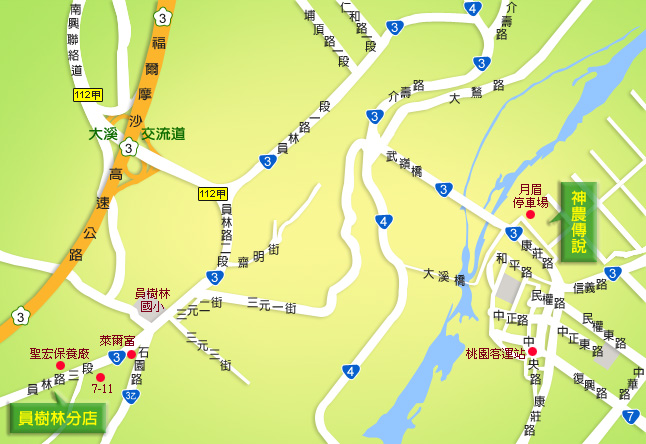 3
南興聯絡道
福爾摩沙高速公路
112甲
大溪
交流道
3
埔頂路一段
仁和路一段
3
介壽路
4
3
介壽路
大鶯路
員林路一段
3
3
武嶺橋
3
4
112甲
員林路二段
3
齋明街
月眉
停車場
神農傳說
3
康莊路
和平路
大溪橋
信義路
3
民權路
民權東路
中正路
中正東路
員樹林
國小
三元一街
三元二街
三元三街
3
萊爾富
聖宏保養廠
3
石園路
員林路三段
7-11
3乙
員樹林分店
4
桃園客運站
中央路
復興路
中華路
康莊路
7